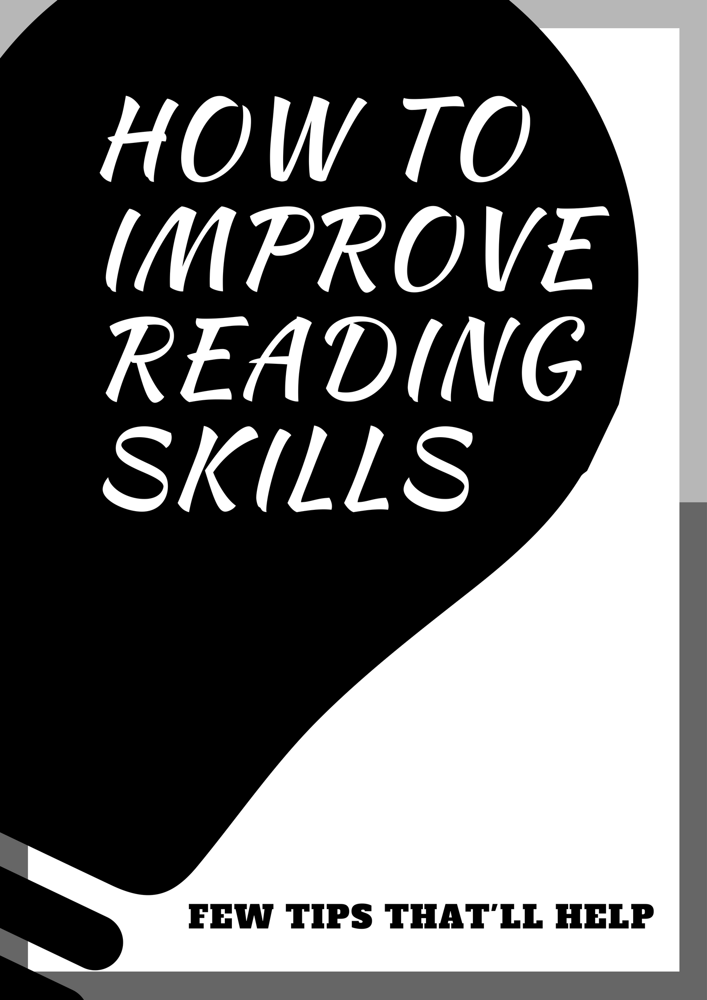 HOW TO
IMPROVE
READING
SKILLS
FEW TIPS THAT'LL HELP